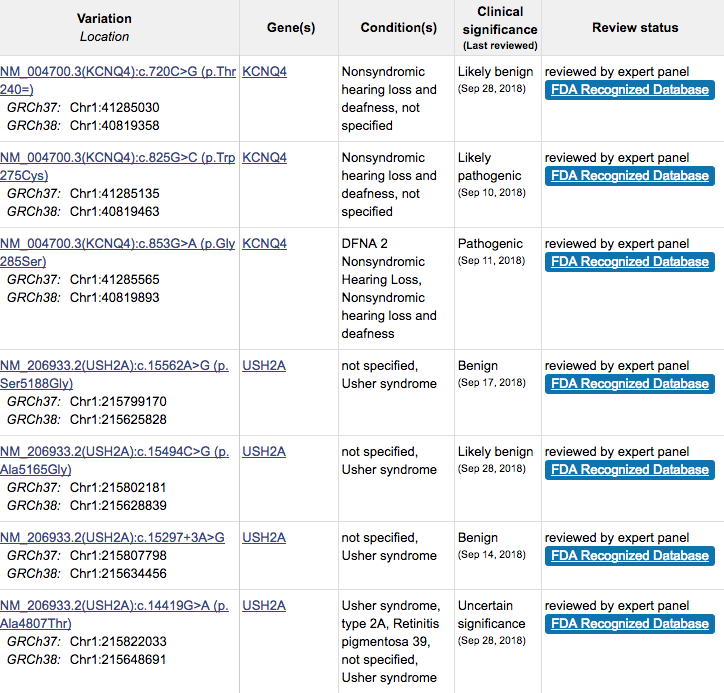 Variation
Location
Gene(s)
Condition(s)
Clinical
significance
(Last reviewed)
Review status
NM_004700.3(KCNQ4):c.720C>G (p.Thr
240=)
GRCh37: Chr1:41285030
GRCh38: Chr1:40819358
KCNQ4
Nonsyndromic
hearing loss and
deafness, not
specified
Likely benign
(Sep 28, 2018)
reviewed by expert panel
FDA Recognized Database
NM_004700.3(KCNQ4):c.825G>C (p.Trp
275Cys)
GRCh37: Chr1:41285135
GRCh38: Chr1:40819463
KCNQ4
Nonsyndromic
hearing loss and
deafness, not
specified
Likely
pathogenic
(Sep 10, 2018)
reviewed by expert panel
FDA Recognized Database
NM_004700.3(KCNQ4):c.853G>A (p.Gly
285Ser)
GRCh37: Chr1:41285565
GRCh38: Chr1:40819893
KCNQ4
DFNA 2
Nonsyndromic
Hearing Loss,
Nonsyndromic
hearing loss and
deafness
Pathogenic
(Sep 11, 2018)
reviewed by expert panel
FDA Recognized Database
NM_206933.2(USH2A):c.15562A>G (p.
Ser5188Gly)
GRCh37: Chr1:215799170
GRCh38: Chr1:215625828
USH2A
not specified,
Usher syndrome
Benign
(Sep 17, 2018)
reviewed by expert panel
FDA Recognized Database
NM_206933.2(USH2A):c.15494C>G (p.
Ala5165Gly)
GRCh37: Chr1:215802181
GRCh38: Chr1:215628839
USH2A
not specified,
Usher syndrome
Likely benign
(Sep 28, 2018)
reviewed by expert panel
FDA Recognized Database
NM_206933.2(USH2A):c.15297+3A>G
GRCh37: Chr1:215807798
GRCh38: Chr1:215634456
USH2A
not specified,
Usher syndrome
Benign
(Sep 14, 2018)
reviewed by expert panel
FDA Recognized Database
NM_206933.2(USH2A):c.14419G>A (p.
Ala4807Thr)
GRCh37: Chr1:215822033
GRCh38: Chr1:215648691
USH2A
Usher syndrome,
type 2A, Retinitis
pigmentosa 39,
not specified,
Usher syndrome
Uncertain
significance
(Sep 28, 2018)
reviewed by expert panel
FDA Recognized Database